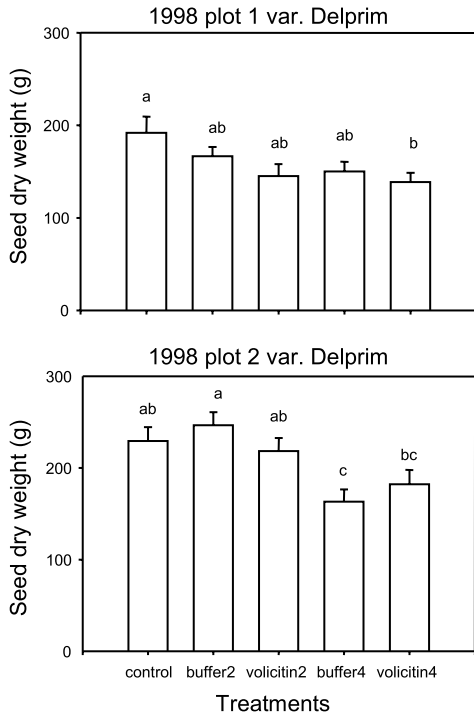 1998 plot 1 var. Delprim
Seed dry weight (g)
300
200
100
0
a
ab
ab
ab
b
1998 plot 2 var. Delprim
Seed dry weight (g)
300
200
100
0
ab
a
ab
c
bc
control buffer2 volicitin2 buffer4 volicitin4
Treatments